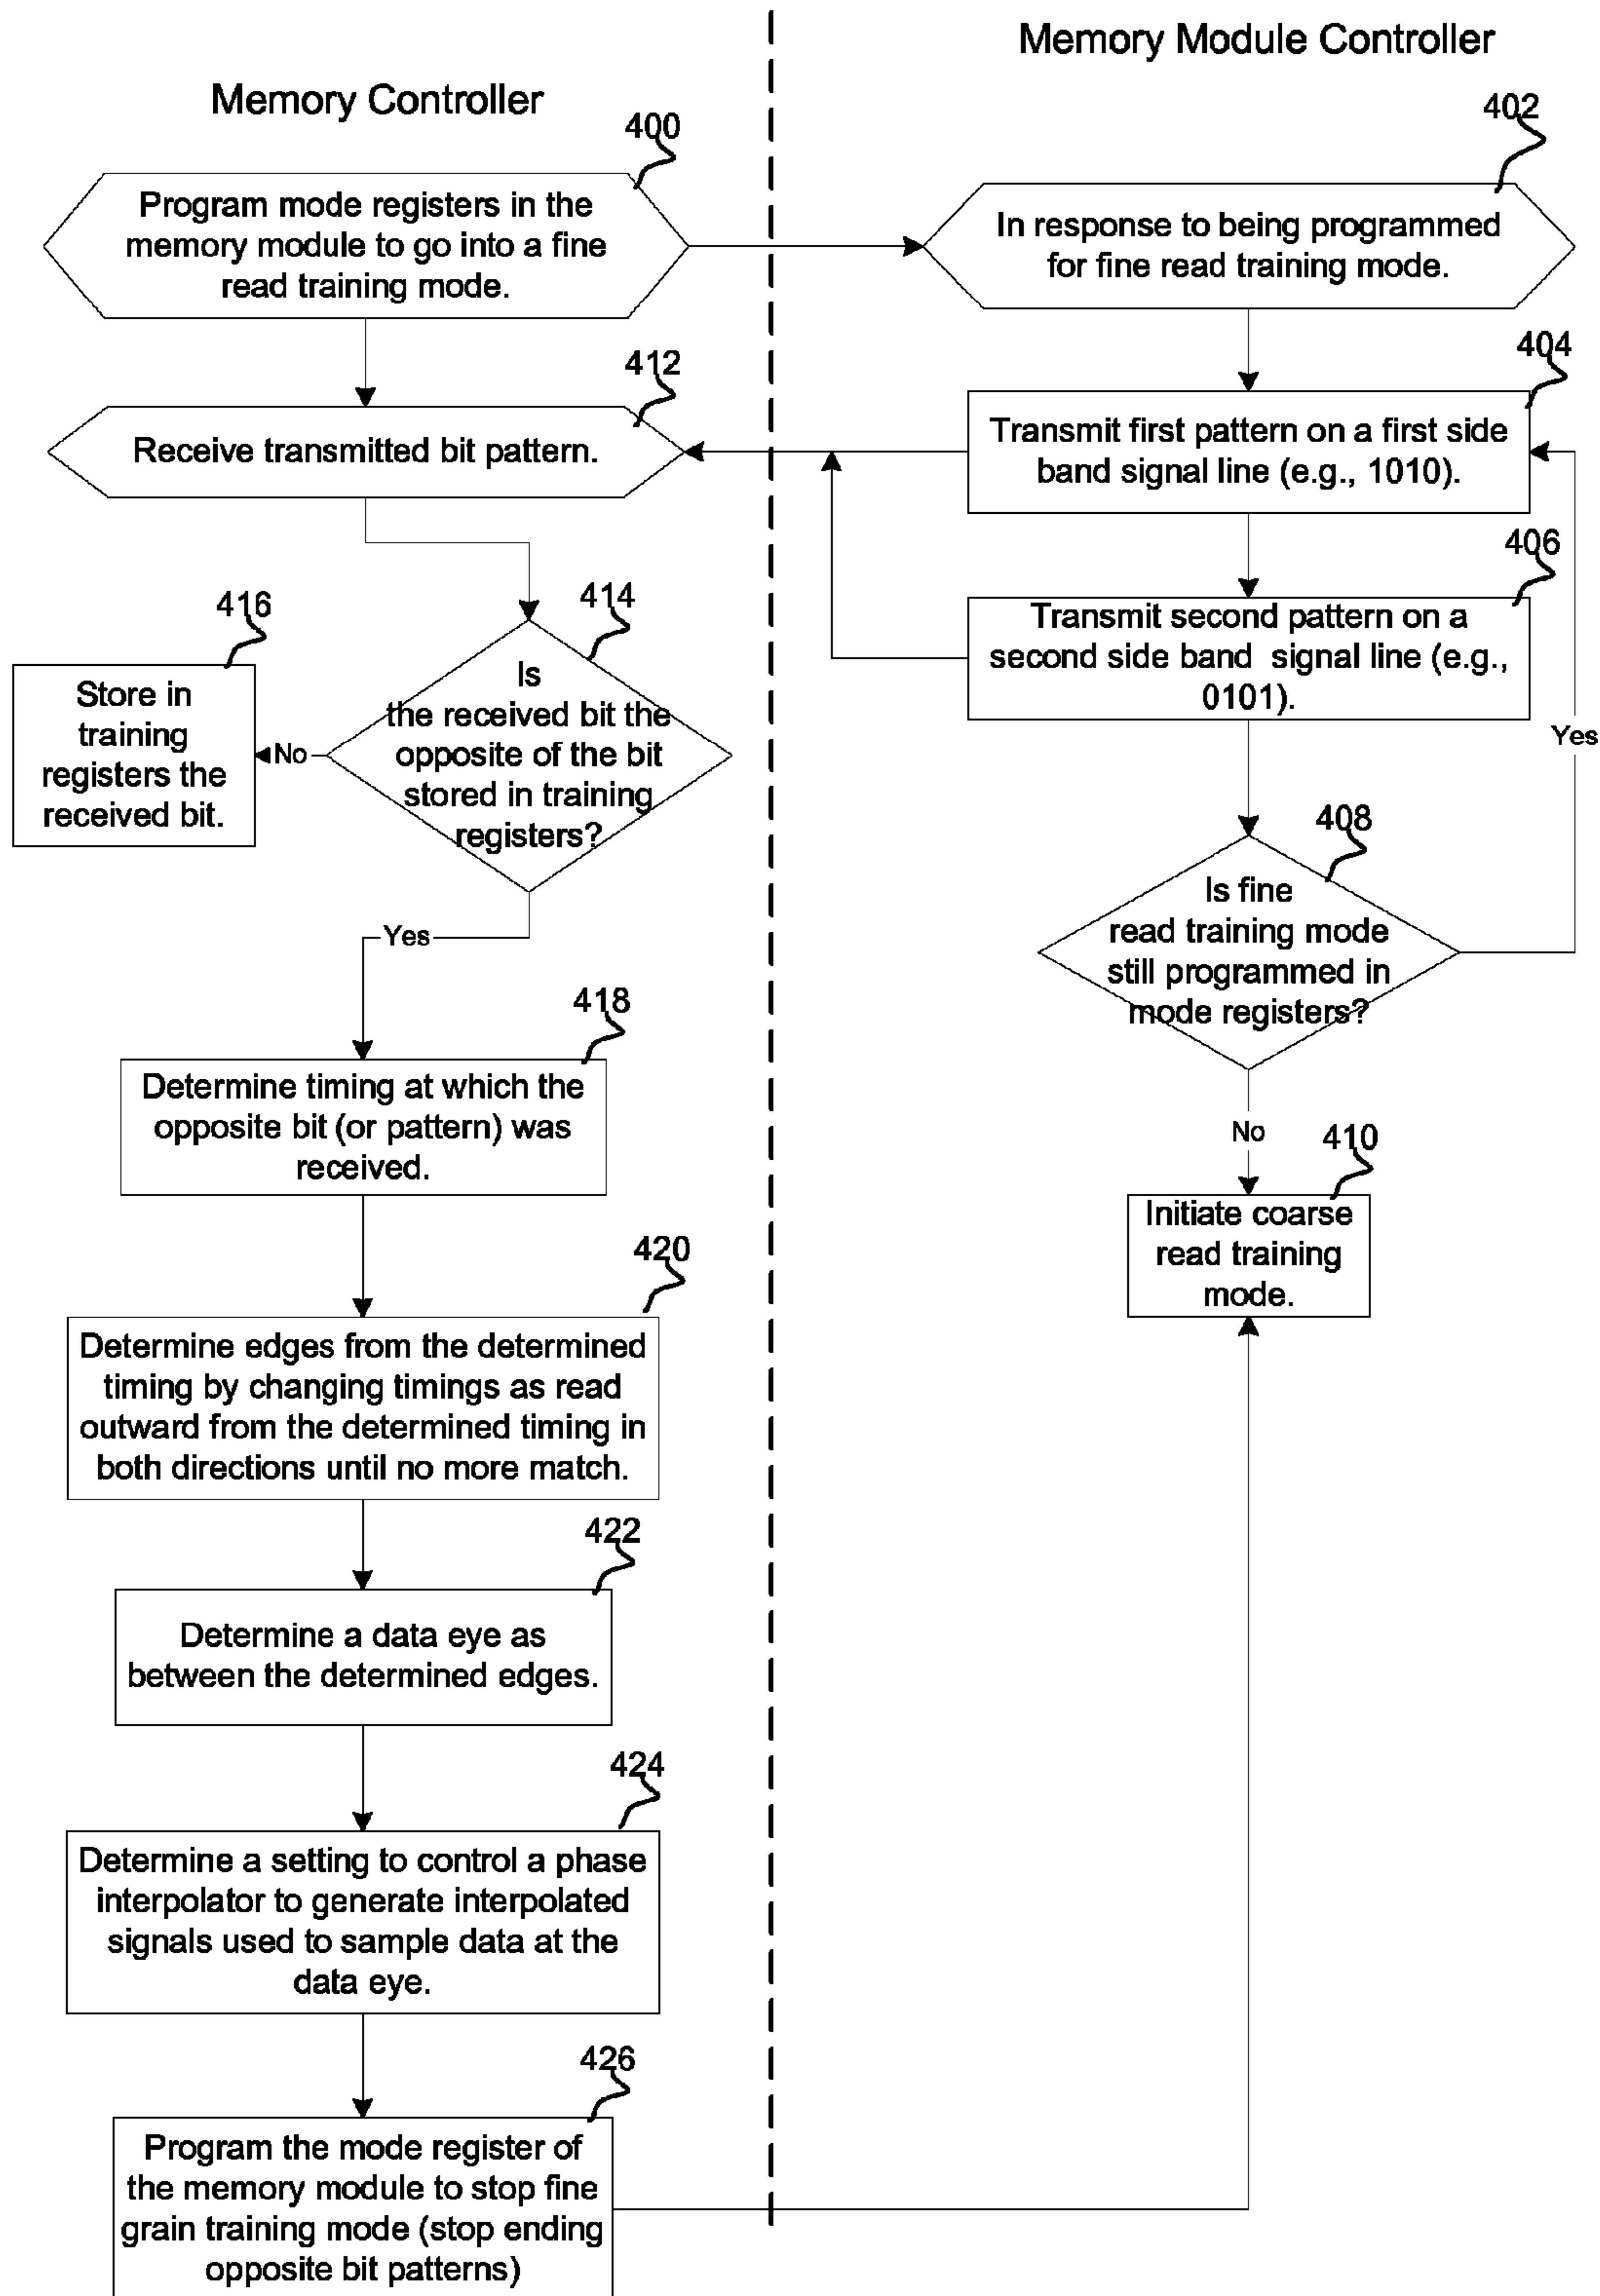 Memory Controller
400
Program mode registers in the
memory module to go into a fine
read training mode.
412
Receive transmitted bit pattern.
414
Is
the received bit the
opposite of the bit
stored in training
registers?
No
416
Store in
training
registers the
received bit.
Yes
418
Determine timing at which the
opposite bit (or pattern) was
received.
420
Determine edges from the determined
timing by changing timings as read
outward from the determined timing in
both directions until no more match.
422
Determine a data eye as
between the determined edges.
424
Determine a setting to control a phase
interpolator to generate interpolated
signals used to sample data at the
data eye.
426
Program the mode register of
the memory module to stop fine
grain training mode (stop ending
opposite bit patterns)
Memory Module Controller
402
In response to being programmed
for fine read training mode.
404
Transmit first pattern on a first side
band signal line (e.g., 1010).
406
Transmit second pattern on a
second side band signal line (e.g.,
0101).
Yes
408
Is fine
read training mode
still programmed in
mode registers?
No
410
Initiate coarse
read training
mode.